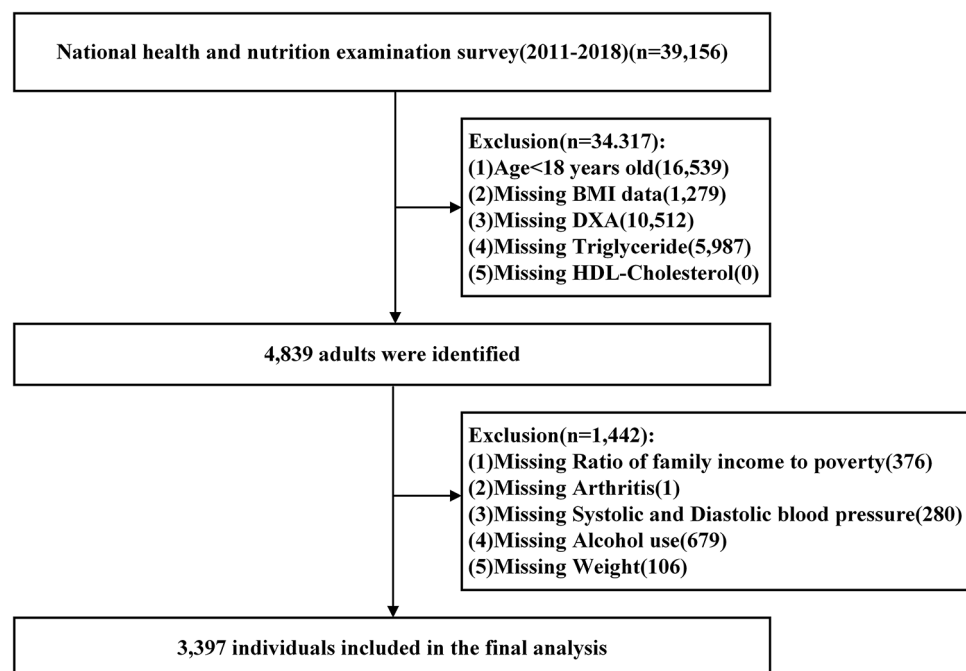 National health and nutrition examination survey(2011-2018)(n=39,156)
Exclusion(n=34.317):
(1)Age<18 years old(16,539)
(2)Missing BMI data(1,279)
(3)Missing DXA(10,512)
(4)Missing Triglyceride(5,987)
(5)Missing HDL-Cholesterol(0)
4,839 adults were identified
Exclusion(n=1,442):
(1)Missing Ratio of family income to poverty(376)
(2)Missing Arthritis(1)
(3)Missing Systolic and Diastolic blood pressure(280)
(4)Missing Alcohol use(679)
(5)Missing Weight(106)
3,397 individuals included in the final analysis